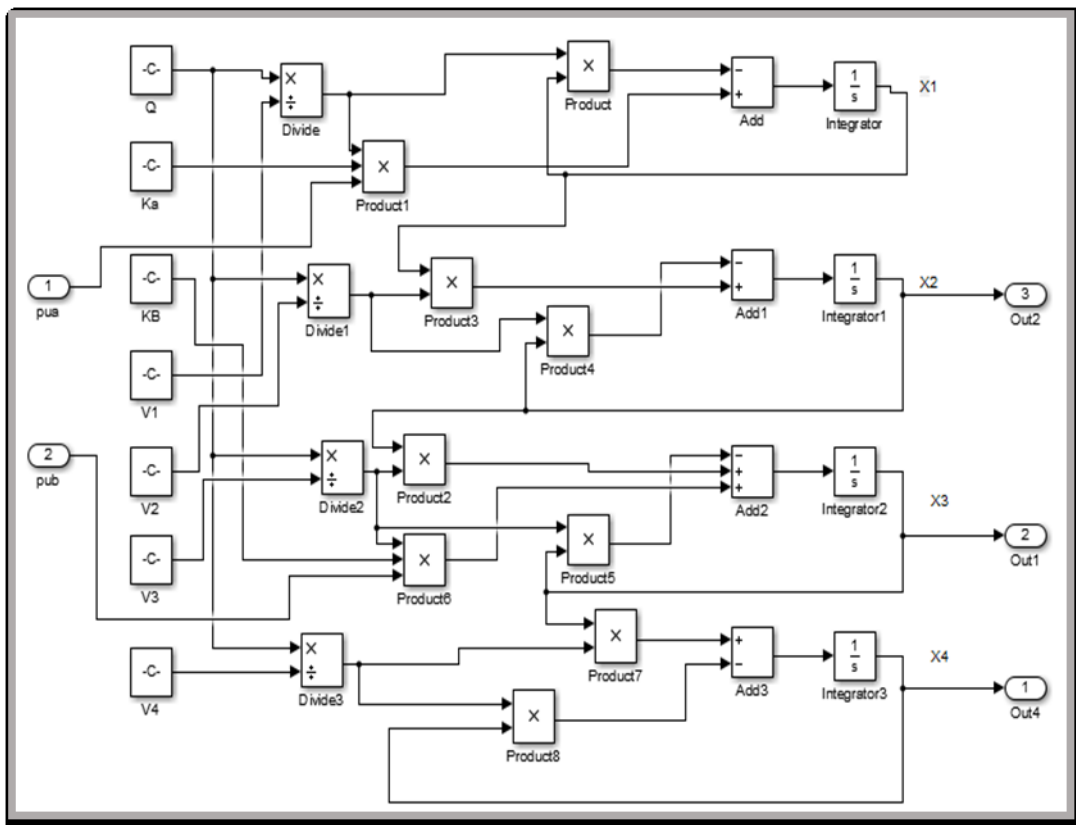 -C-
Q
×
÷
Divide
×
Product
−
+
Add
1
s
Integrator
X1
-C-
Ka
×
Product1
1
pua
-C-
KB
×
÷
Divide1
×
Product3
×
Product4
−
+
Add1
1
s
Integrator1
X2
3
Out2
-C-
V1
2
pub
-C-
V2
×
÷
Divide2
×
Product2
−
+
+
Add2
1
s
Integrator2
X3
2
Out1
-C-
V3
×
Product6
×
Product5
-C-
V4
×
÷
Divide3
×
Product7
+
−
Add3
1
s
Integrator3
X4
1
Out4
×
Product8